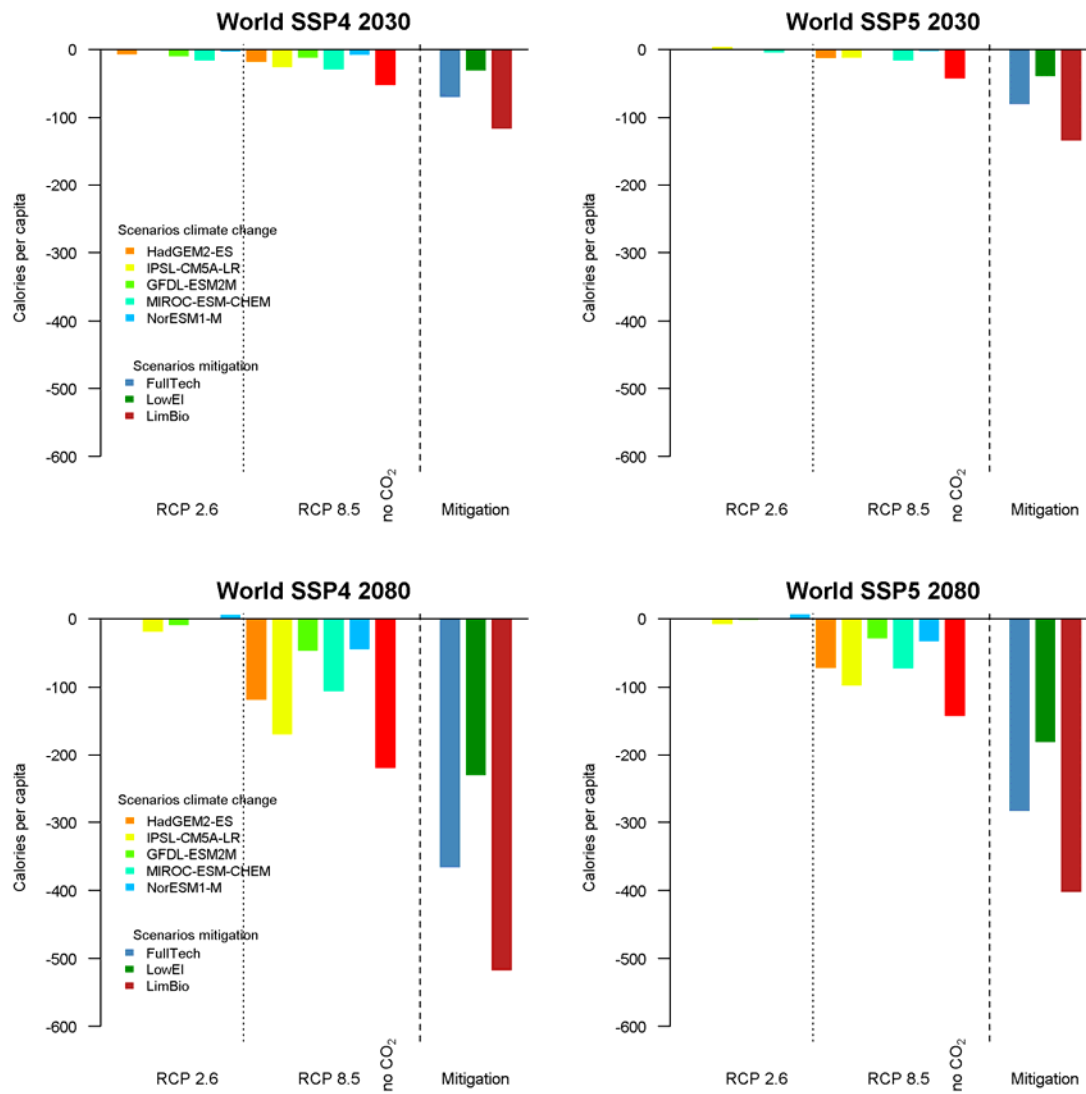 World SSP4 2030
Calories per capita
0
-100
-200
-300
-400
-500
-600
Scenarios climate change
HadGEM2-ES
IPSL-CM5A-LR
GFDL-ESM2M
MIROC-ESM-CHEM
NorESM1-M
Scenarios mitigation
FullTech
LowEI
LimBio
RCP 2.6
RCP 8.5
no CO₂
Mitigation
World SSP5 2030
Calories per capita
0
-100
-200
-300
-400
-500
-600
RCP 2.6
RCP 8.5
no CO₂
Mitigation
World SSP4 2080
Calories per capita
0
-100
-200
-300
-400
-500
-600
Scenarios climate change
HadGEM2-ES
IPSL-CM5A-LR
GFDL-ESM2M
MIROC-ESM-CHEM
NorESM1-M
Scenarios mitigation
FullTech
LowEI
LimBio
RCP 2.6
RCP 8.5
no CO₂
Mitigation
World SSP5 2080
Calories per capita
0
-100
-200
-300
-400
-500
-600
RCP 2.6
RCP 8.5
no CO₂
Mitigation